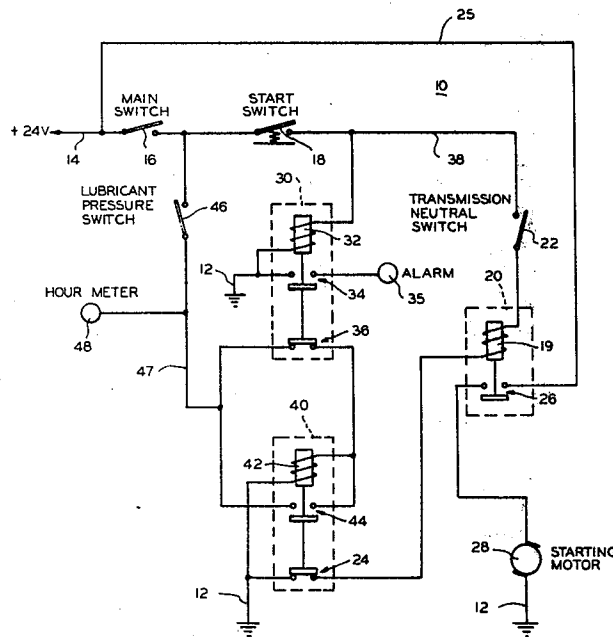 25
10
MAIN
SWITCH
START
SWITCH
+ 24V
14
16
18
38
LUBRICANT
PRESSURE
SWITCH
46
30
32
TRANSMISSION
NEUTRAL
SWITCH
22
12
34
ALARM
35
20
19
HOUR METER
48
36
47
26
40
42
44
24
28
STARTING
MOTOR
12
12